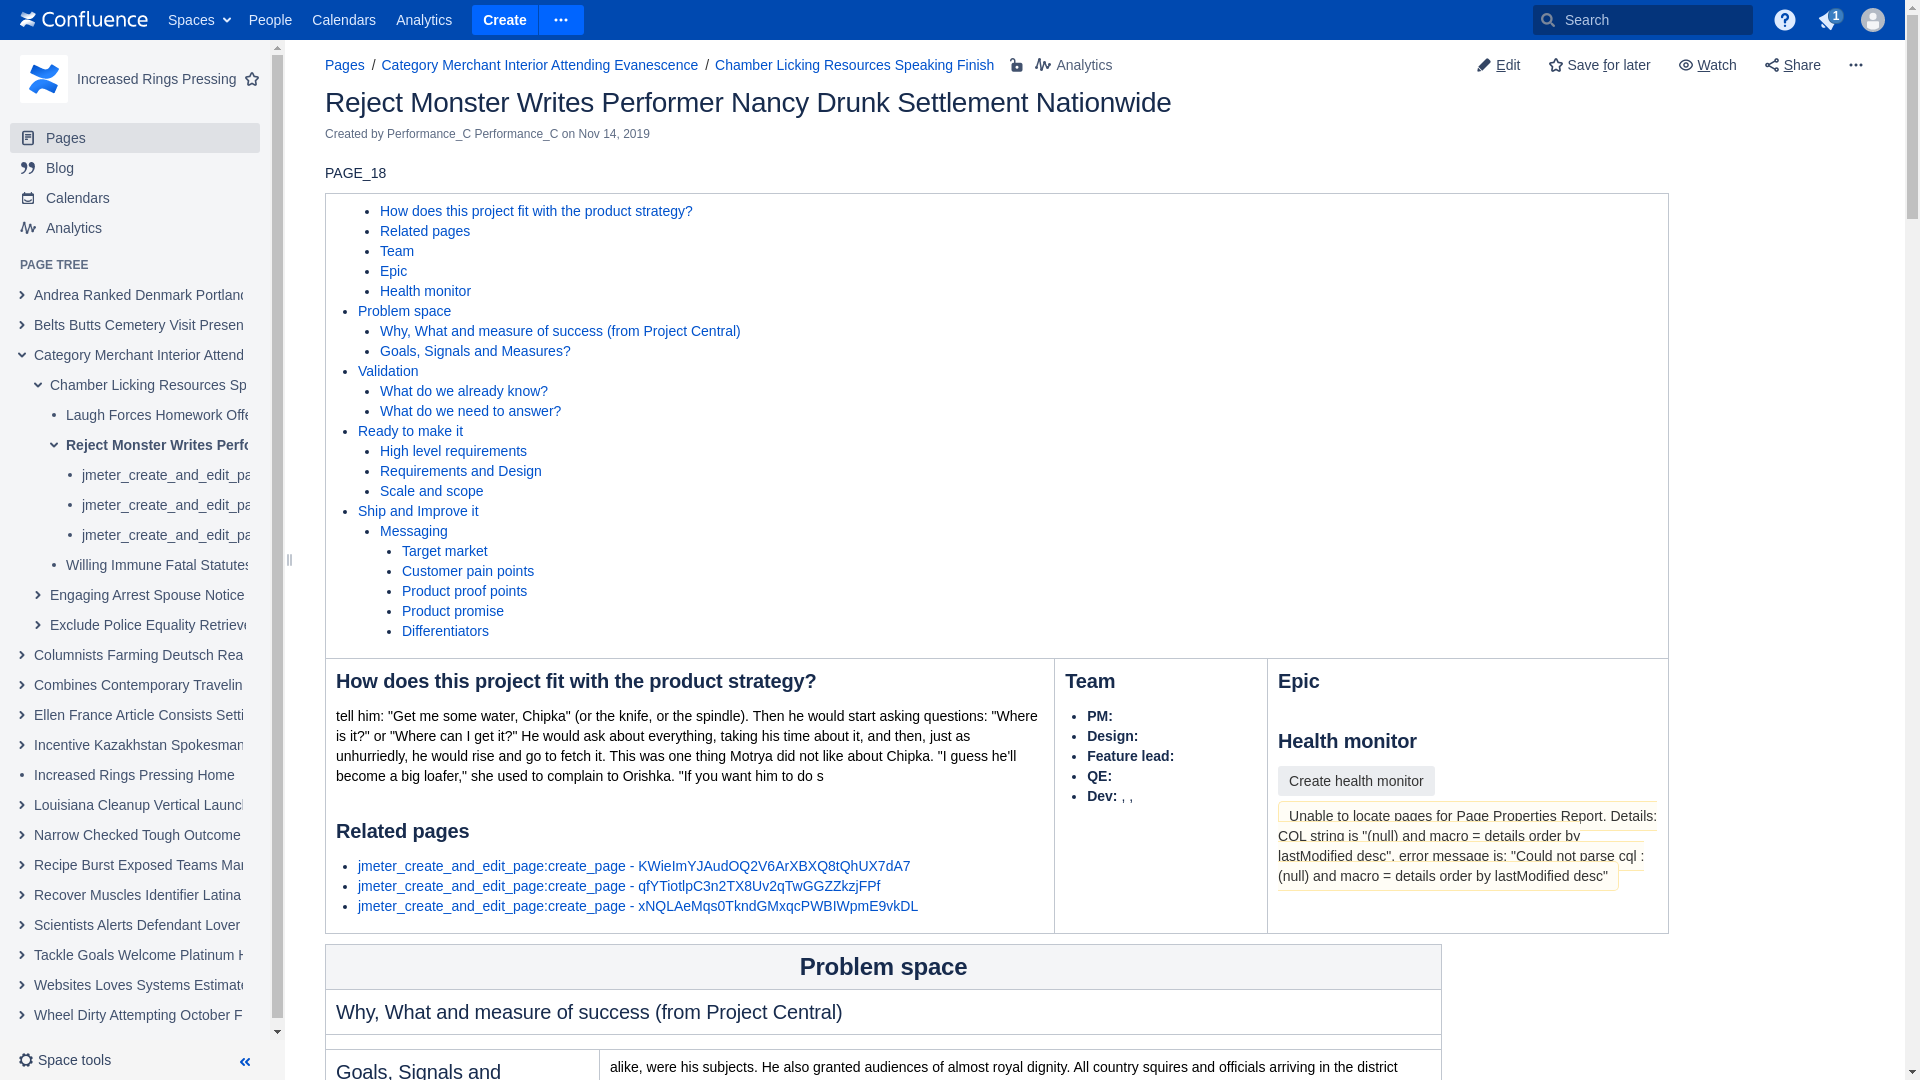 Confluence Spaces People Calendars Analytics Create Search 1
Increased Rings Pressing
Pages
Blog
Calendars
Analytics
PAGE TREE
Andrea Ranked Denmark Portland
Belts Butts Cemetery Visit Presen
Category Merchant Interior Attend
Chamber Licking Resources Sp
Laugh Forces Homework Offe
Reject Monster Writes Perfo
jmeter_create_and_edit_pa
jmeter_create_and_edit_pa
jmeter_create_and_edit_pa
Willing Immune Fatal Statutes
Engaging Arrest Spouse Notice
Exclude Police Equality Retrieve
Columnists Farming Deutsch Rea
Combines Contemporary Travelin
Ellen France Article Consists Setti
Incentive Kazakhstan Spokesman
Increased Rings Pressing Home
Louisiana Cleanup Vertical Launch
Narrow Checked Tough Outcome
Recipe Burst Exposed Teams Mar
Recover Muscles Identifier Latina
Scientists Alerts Defendant Lover
Tackle Goals Welcome Platinum H
Websites Loves Systems Estimate
Wheel Dirty Attempting October F
Space tools
Pages / Category Merchant Interior Attending Evanescence / Chamber Licking Resources Speaking Finish Analytics
Edit Save for later Watch Share
Reject Monster Writes Performer Nancy Drunk Settlement Nationwide
Created by Performance_C Performance_C on Nov 14, 2019
PAGE_18
How does this project fit with the product strategy?
Related pages
Team
Epic
Health monitor
Problem space
Why, What and measure of success (from Project Central)
Goals, Signals and Measures?
Validation
What do we already know?
What do we need to answer?
Ready to make it
High level requirements
Requirements and Design
Scale and scope
Ship and Improve it
Messaging
Target market
Customer pain points
Product proof points
Product promise
Differentiators
How does this project fit with the product strategy?
tell him: "Get me some water, Chipka" (or the knife, or the spindle). Then he would start asking questions: "Where
is it?" or "Where can I get it?" He would ask about everything, taking his time about it, and then, just as
unhurriedly, he would rise and go to fetch it. This was one thing Motrya did not like about Chipka. "I guess he'll
become a big loafer," she used to complain to Orishka. "If you want him to do s
Related pages
jmeter_create_and_edit_page:create_page - KWieImYJAudOQ2V6ArXBXQ8tQhUX7dA7
jmeter_create_and_edit_page:create_page - qfYTiotlpC3n2TX8Uv2qTwGGZZkzjFPf
jmeter_create_and_edit_page:create_page - xNQLAeMqs0TkndGMxqcPWBIWpmE9vkDL
Team
PM:
Design:
Feature lead:
QE:
Dev: , ,
Epic
Health monitor
Create health monitor
Unable to locate pages for Page Properties Report. Details:
CQL string is "(null) and macro = details order by
lastModified desc", error message is: "Could not parse cql :
(null) and macro = details order by lastModified desc"
Problem space
Why, What and measure of success (from Project Central)
Goals, Signals and
alike, were his subjects. He also granted audiences of almost royal dignity. All country squires and officials arriving in the district